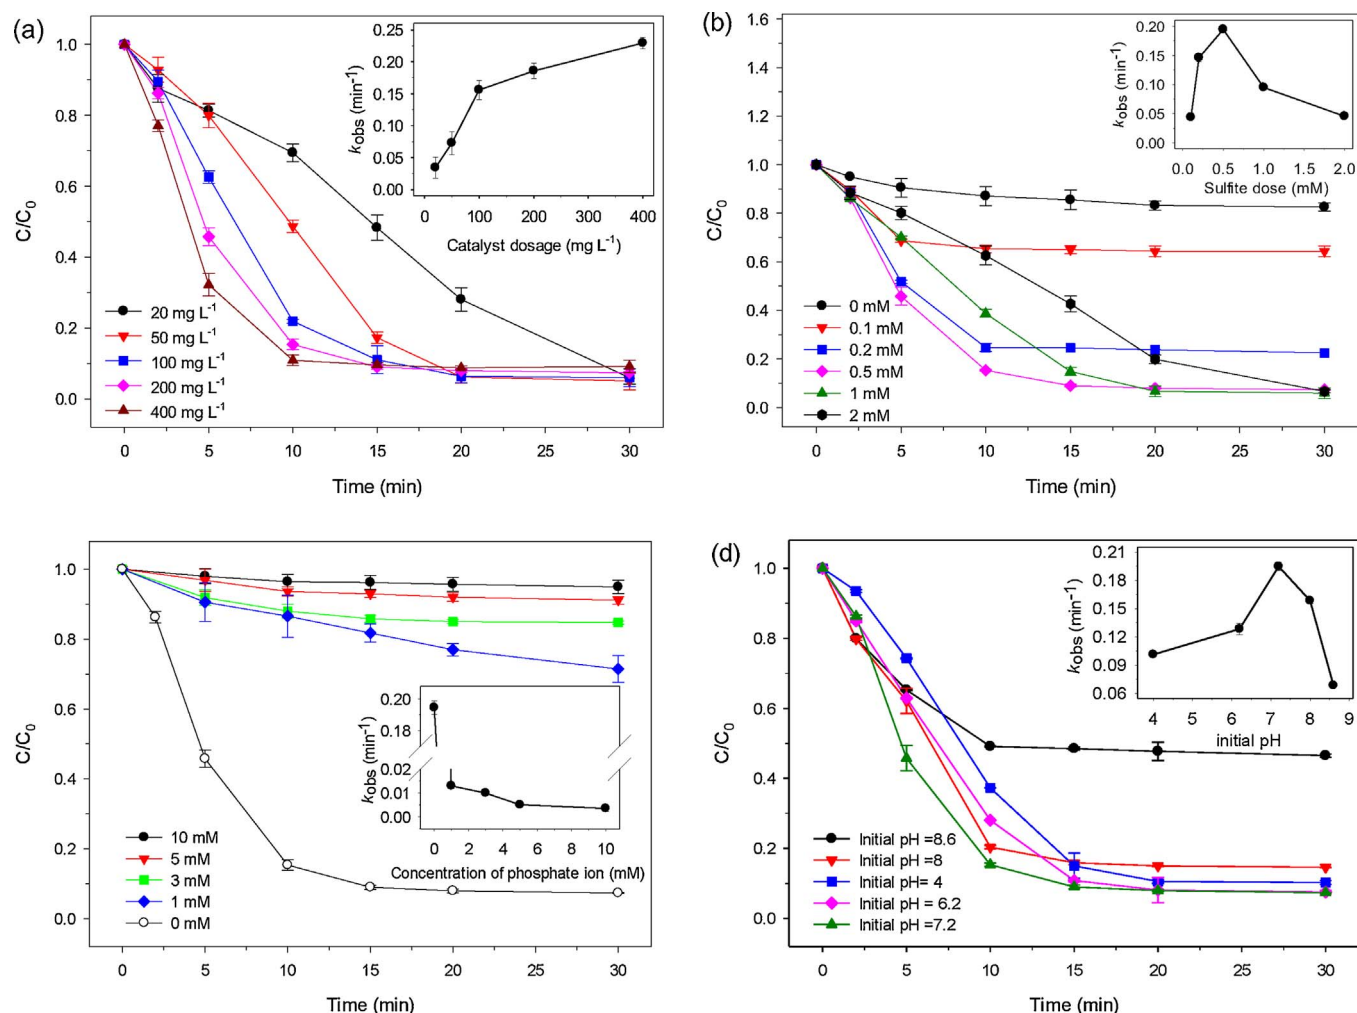 (a)
1.0
0.8
0.6
0.4
0.2
0.0
C/C0
0 5 10 15 20 25 30
Time (min)
20 mg L-1
50 mg L-1
100 mg L-1
200 mg L-1
400 mg L-1
0.25
0.20
0.15
0.10
0.05
0.00
kobs (min-1)
0 100 200 300 400
Catalyst dosage (mg L-1)
(b)
1.6
1.4
1.2
1.0
0.8
0.6
0.4
0.2
0.0
C/C0
0 5 10 15 20 25 30
Time (min)
0 mM
0.1 mM
0.2 mM
0.5 mM
1 mM
2 mM
0.20
0.15
0.10
0.05
0.00
kobs (min-1)
0.0 0.5 1.0 1.5 2.0
Sulfite dose (mM)
1.0
0.8
0.6
0.4
0.2
0.0
C/C0
0 5 10 15 20 25 30
Time (min)
10 mM
5 mM
3 mM
1 mM
0 mM
0.20
0.18
0.02
0.01
0.00
kobs (min-1)
0 2 4 6 8 10
Concentration of phosphate ion (mM)
(d)
1.0
0.8
0.6
0.4
0.2
0.0
C/C0
0 5 10 15 20 25 30
Time (min)
Initial pH =8.6
Initial pH =8
Initial pH= 4
Initial pH = 6.2
Initial pH =7.2
0.21
0.18
0.15
0.12
0.09
0.06
kobs (min-1)
4 5 6 7 8 9
initial pH